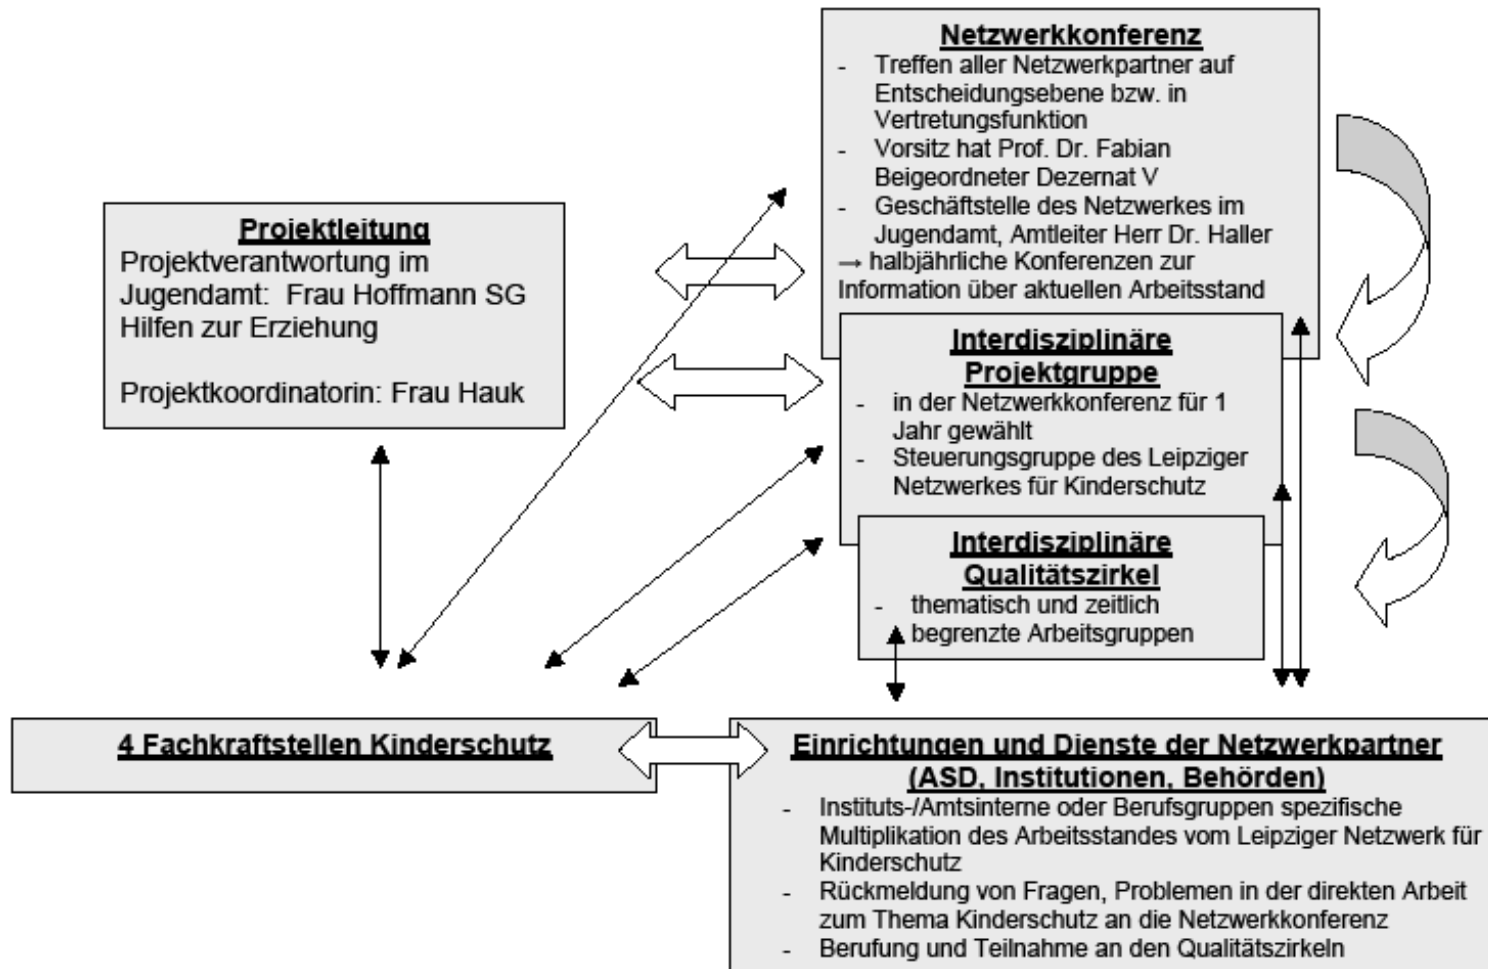 Netzwerkkonferenz
- Treffen aller Netzwerkpartner auf
Entscheidungsebene bzw. in
Vertretungsfunktion
- Vorsitz hat Prof. Dr. Fabian
Beigeordneter Dezernat V
- Geschäftstelle des Netzwerkes im
Jugendamt, Amtleiter Herr Dr. Haller
→ halbjährliche Konferenzen zur
Information über aktuellen Arbeitsstand
Projektleitung
Projektverantwortung im
Jugendamt: Frau Hoffmann SG
Hilfen zur Erziehung
Projektkoordinatorin: Frau Hauk
Interdisziplinäre
Projektgruppe
- in der Netzwerkkonferenz für 1
Jahr gewählt
- Steuerungsgruppe des Leipziger
Netzwerkes für Kinderschutz
Interdisziplinäre
Qualitätszirkel
- thematisch und zeitlich
begrenzte Arbeitsgruppen
4 Fachkraftstellen Kinderschutz
Einrichtungen und Dienste der Netzwerkpartner
(ASD, Institutionen, Behörden)
- Instituts-/Amtsinterne oder Berufsgruppen spezifische
Multiplikation des Arbeitsstandes vom Leipziger Netzwerk für
Kinderschutz
- Rückmeldung von Fragen, Problemen in der direkten Arbeit
zum Thema Kinderschutz an die Netzwerkkonferenz
- Berufung und Teilnahme an den Qualitätszirkeln